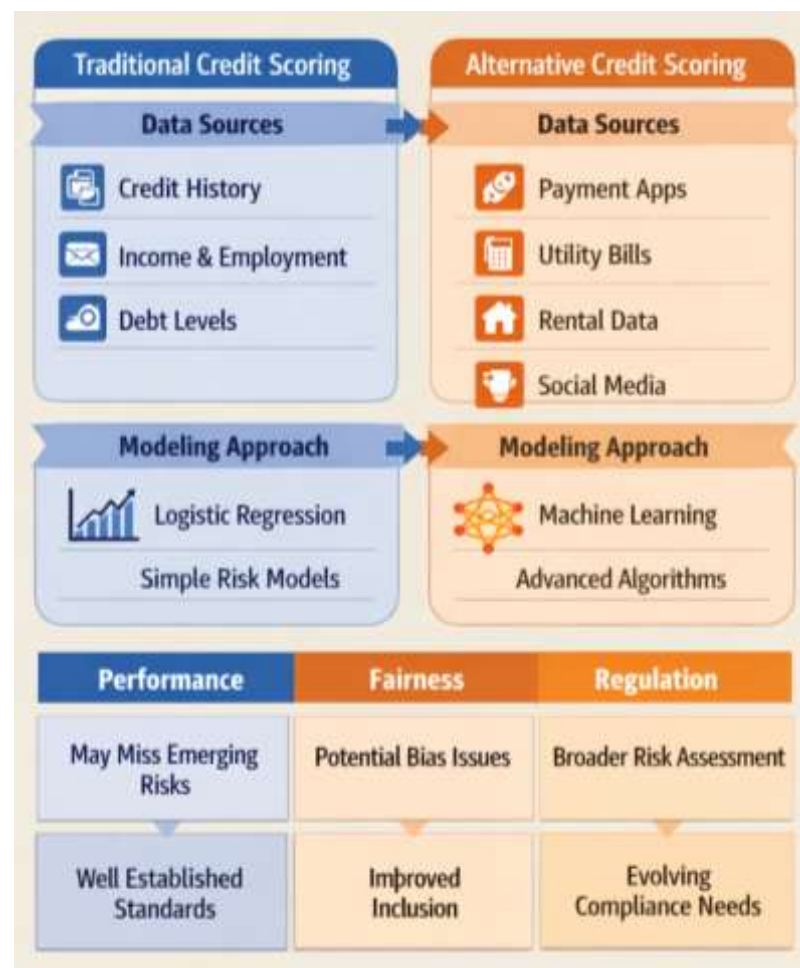 Traditional Credit Scoring
Data Sources
Credit History
Income & Employment
Debt Levels
Modeling Approach
Logistic Regression
Simple Risk Models
Alternative Credit Scoring
Data Sources
Payment Apps
Utility Bills
Rental Data
Social Media
Modeling Approach
Machine Learning
Advanced Algorithms
Performance
Fairness
Regulation
May Miss Emerging
Risks
Potential Bias Issues
Broader Risk Assessment
Well Established
Standards
Improved
Inclusion
Evolving
Compliance Needs